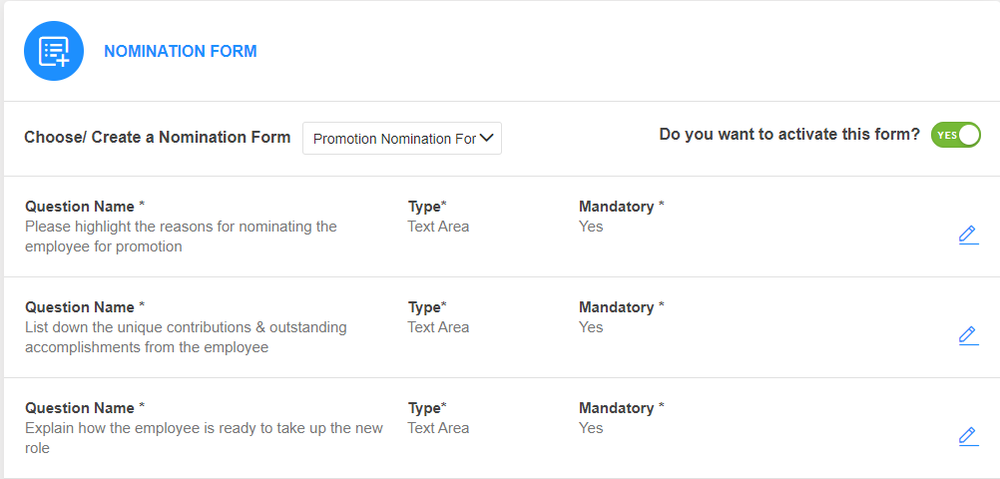 NOMINATION FORM
Choose/ Create a Nomination Form Promotion Nomination For Do you want to activate this form? YES
Question Name * Type* Mandatory *
Please highlight the reasons for nominating the Text Area Yes
employee for promotion
Question Name * Type* Mandatory *
List down the unique contributions & outstanding Text Area Yes
accomplishments from the employee
Question Name * Type* Mandatory *
Explain how the employee is ready to take up the new Text Area Yes
role